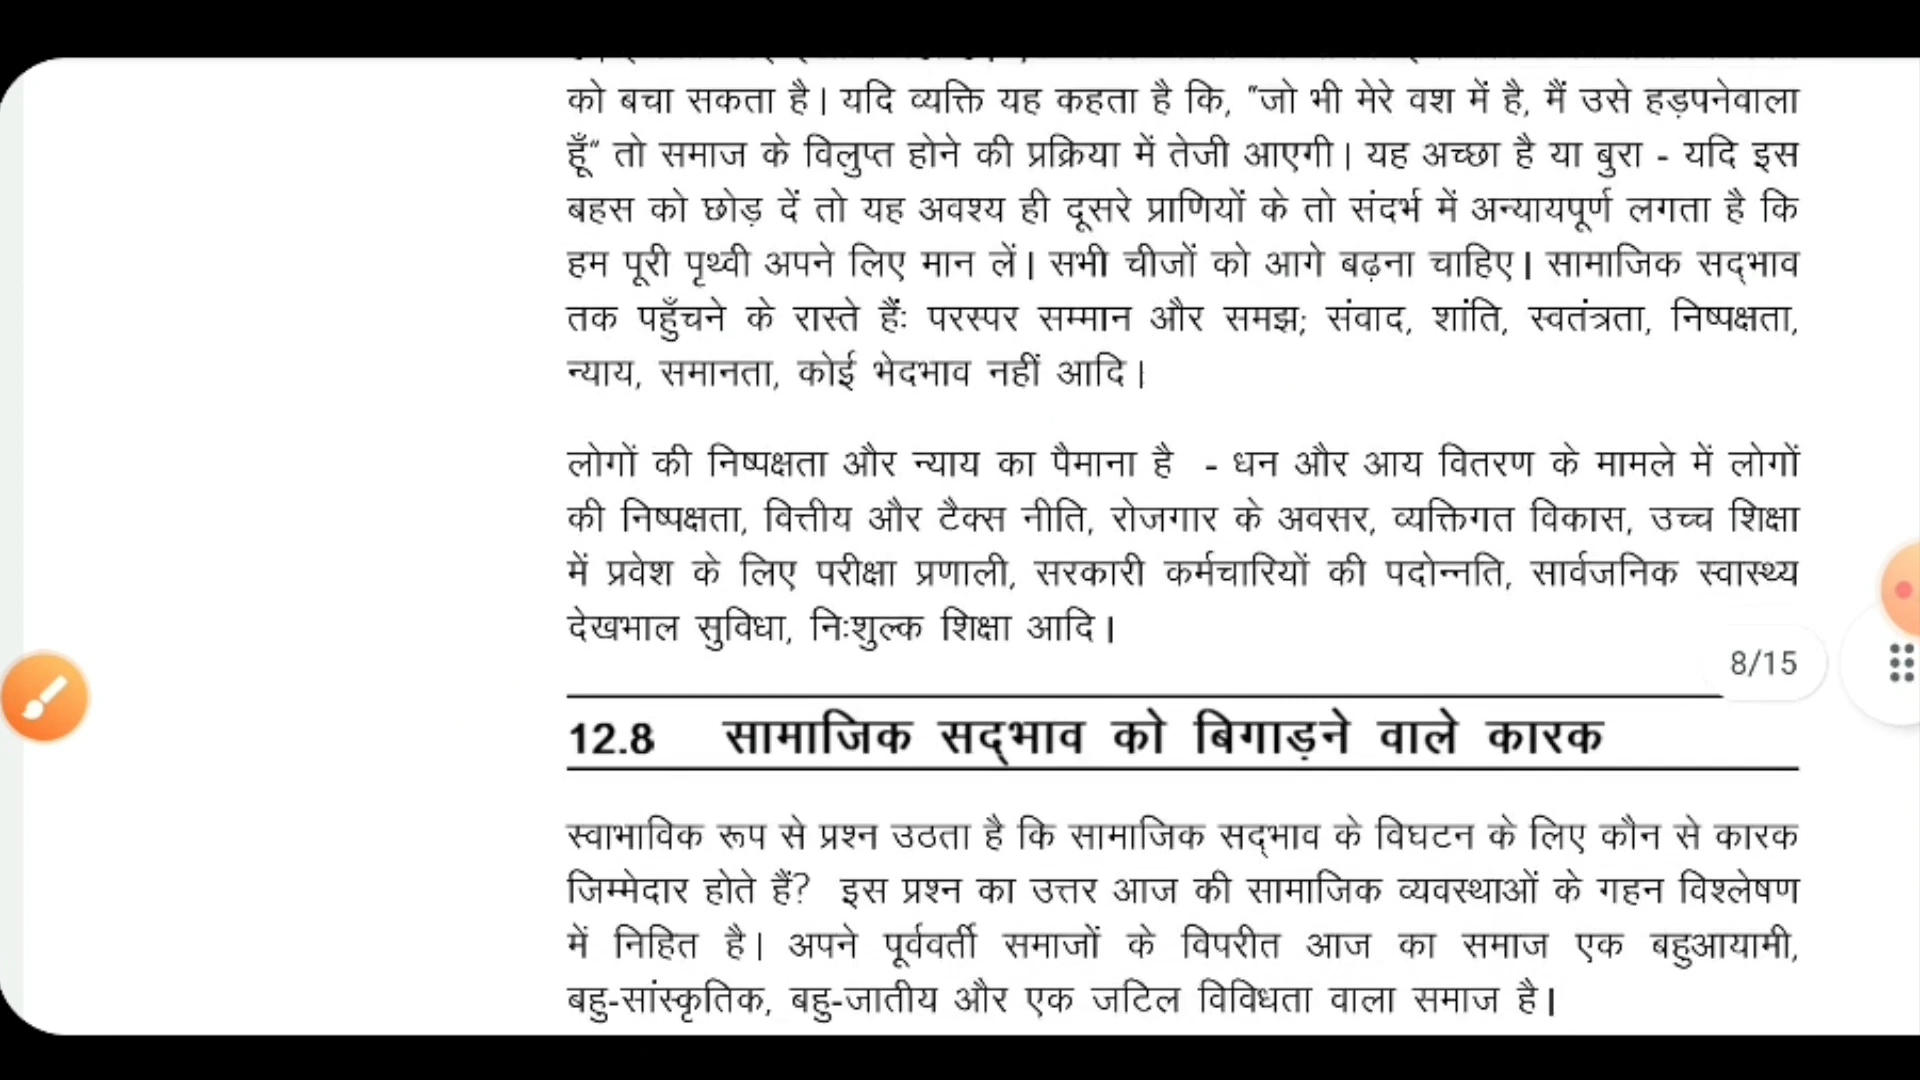 को बचा सकता है। यदि व्यक्ति यह कहता है कि, "जो भी मेरे वश में है, मैं उसे हड़पनेवाला
हूँ" तो समाज के विलुप्त होने की प्रक्रिया में तेजी आएगी। यह अच्छा है या बुरा - यदि इस
बहस को छोड़ दें तो यह अवश्य ही दूसरे प्राणियों के तो संदर्भ में अन्यायपूर्ण लगता है कि
हम पूरी पृथ्वी अपने लिए मान लें। सभी चीजों को आगे बढ़ना चाहिए। सामाजिक सद्भाव
तक पहुँचने के रास्ते हैंः परस्पर सम्मान और समझ; संवाद, शांति, स्वतंत्रता, निष्पक्षता,
न्याय, समानता, कोई भेदभाव नहीं आदि।
लोगों की निष्पक्षता और न्याय का पैमाना है - धन और आय वितरण के मामले में लोगों
की निष्पक्षता, वित्तीय और टैक्स नीति, रोजगार के अवसर, व्यक्तिगत विकास, उच्च शिक्षा
में प्रवेश के लिए परीक्षा प्रणाली, सरकारी कर्मचारियों की पदोन्नति, सार्वजनिक स्वास्थ्य
देखभाल सुविधा, निःशुल्क शिक्षा आदि।
8/15
12.8 सामाजिक सद्भाव को बिगाड़ने वाले कारक
स्वाभाविक रूप से प्रश्न उठता है कि सामाजिक सद्भाव के विघटन के लिए कौन से कारक
जिम्मेदार होते हैं? इस प्रश्न का उत्तर आज की सामाजिक व्यवस्थाओं के गहन विश्लेषण
में निहित है। अपने पूर्ववर्ती समाजों के विपरीत आज का समाज एक बहुआयामी,
बहु-सांस्कृतिक, बहु-जातीय और एक जटिल विविधता वाला समाज है।